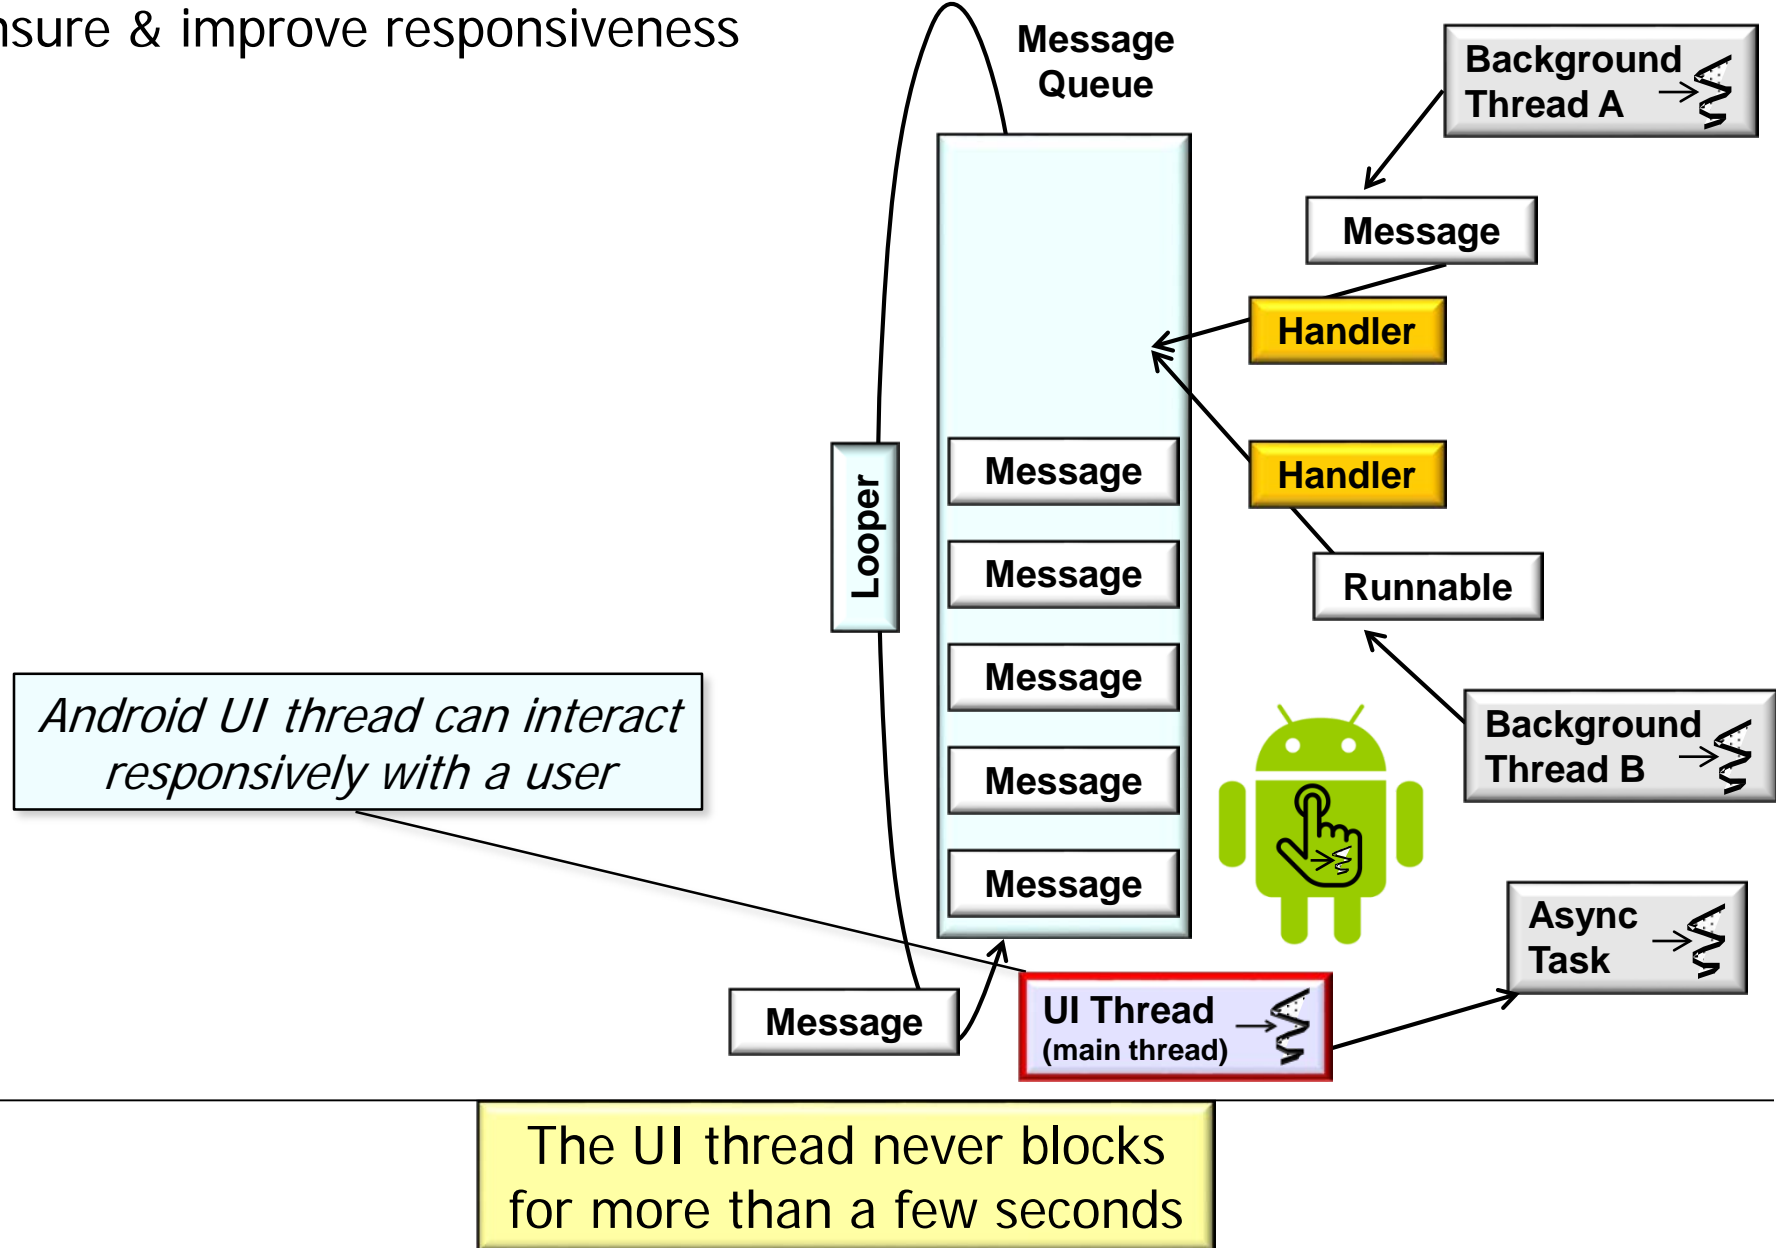 nsure & improve responsiveness
Message
Queue
Background
Thread A
Message
Handler
Handler
Message
Looper
Message
Runnable
Message
Android UI thread can interact
responsively with a user
Background
Thread B
Message
Message
Async
Task
Message
UI Thread
(main thread)
The UI thread never blocks
for more than a few seconds